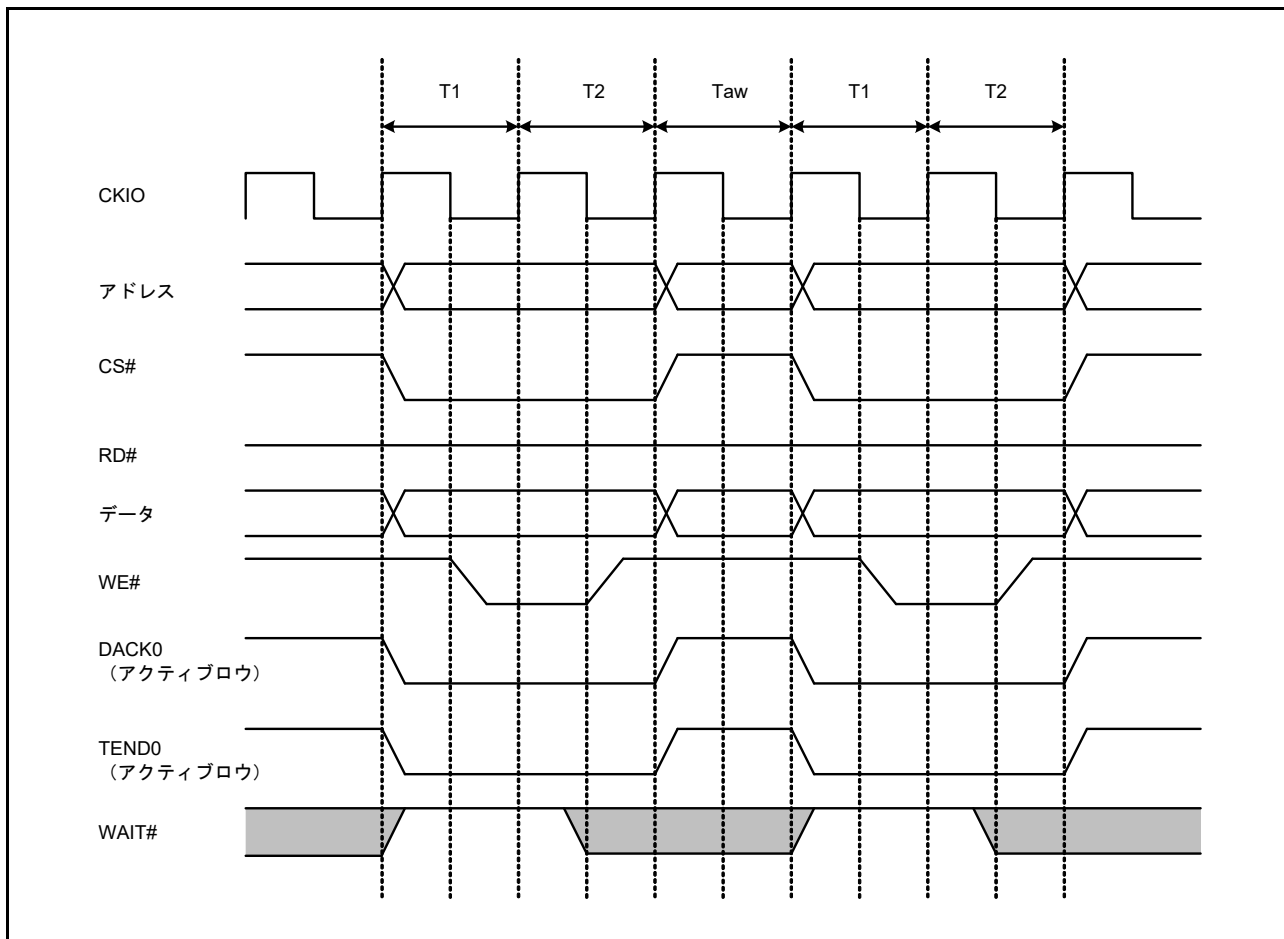 T1 T2 Taw T1 T2
CKIO
アドレス
CS#
RD#
データ
WE#
DACK0
（アクティブロウ）
TEND0
（アクティブロウ）
WAIT#